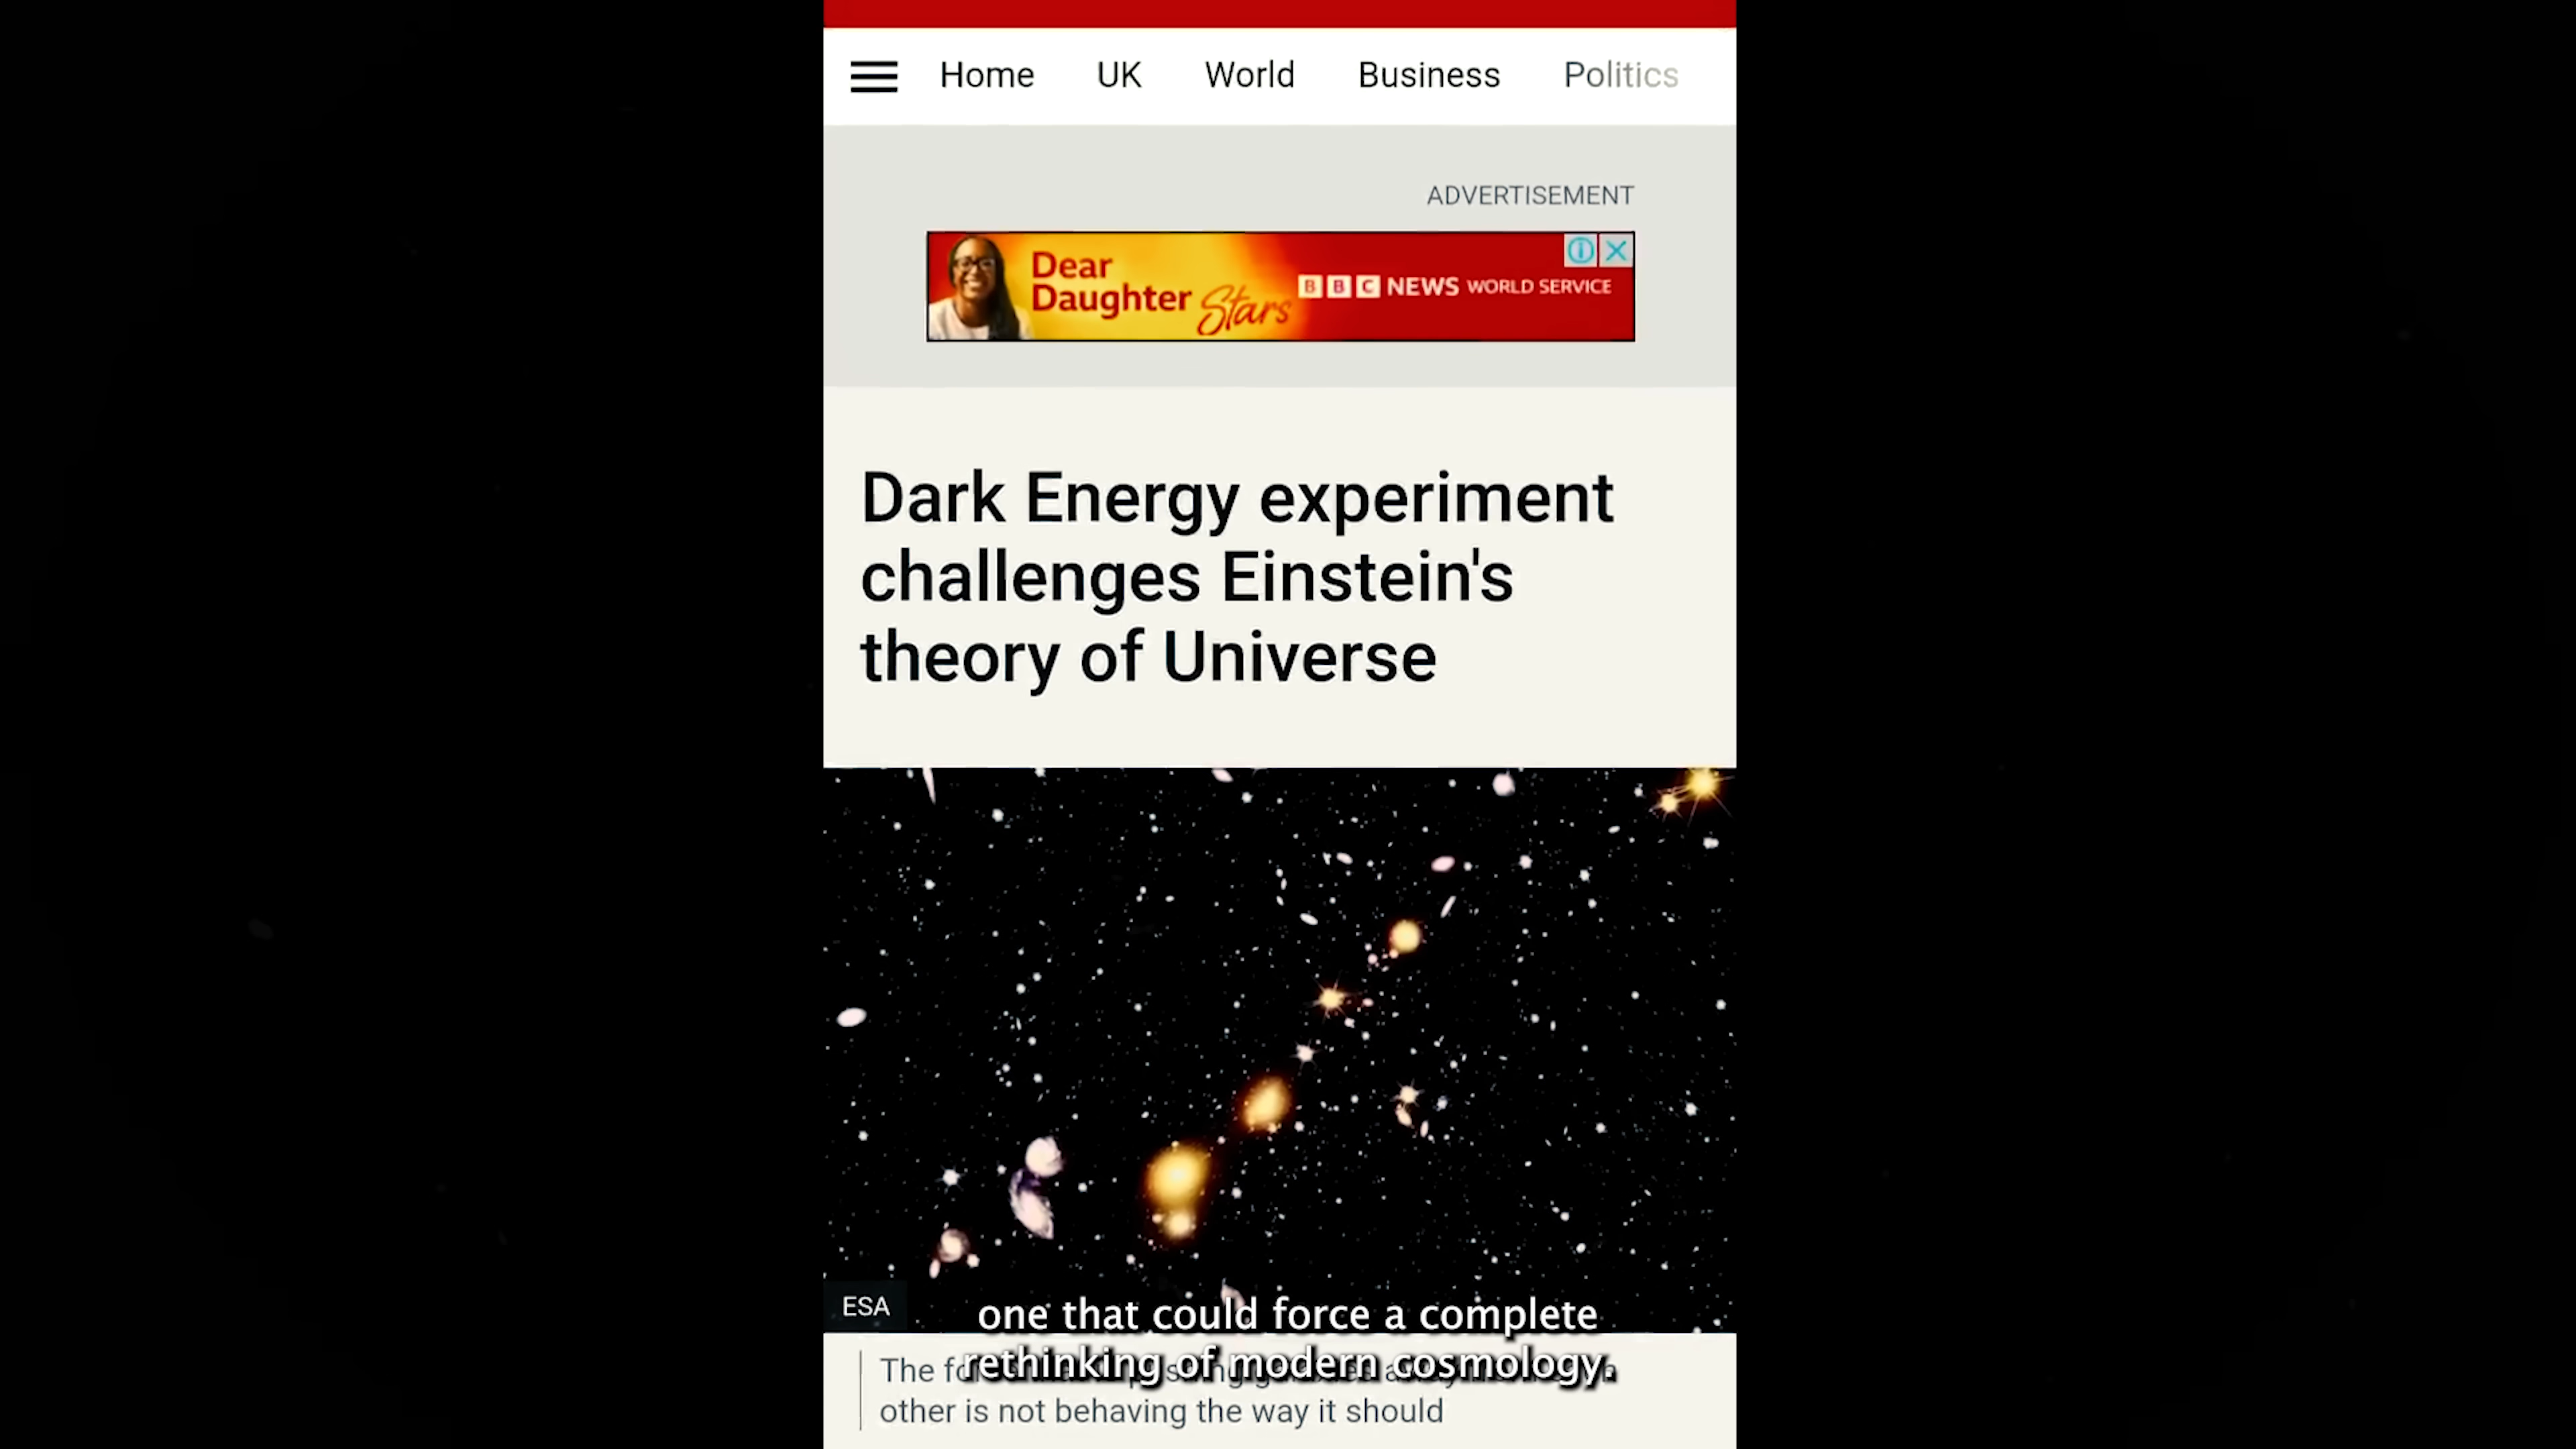 Home UK World Business Politics
ADVERTISEMENT
Dear
Daughter Stars
BBC NEWS WORLD SERVICE
Dark Energy experiment
challenges Einstein's
theory of Universe
ESA
one that could force a complete
rethinking of modern cosmology.
The
other is not behaving the way it should